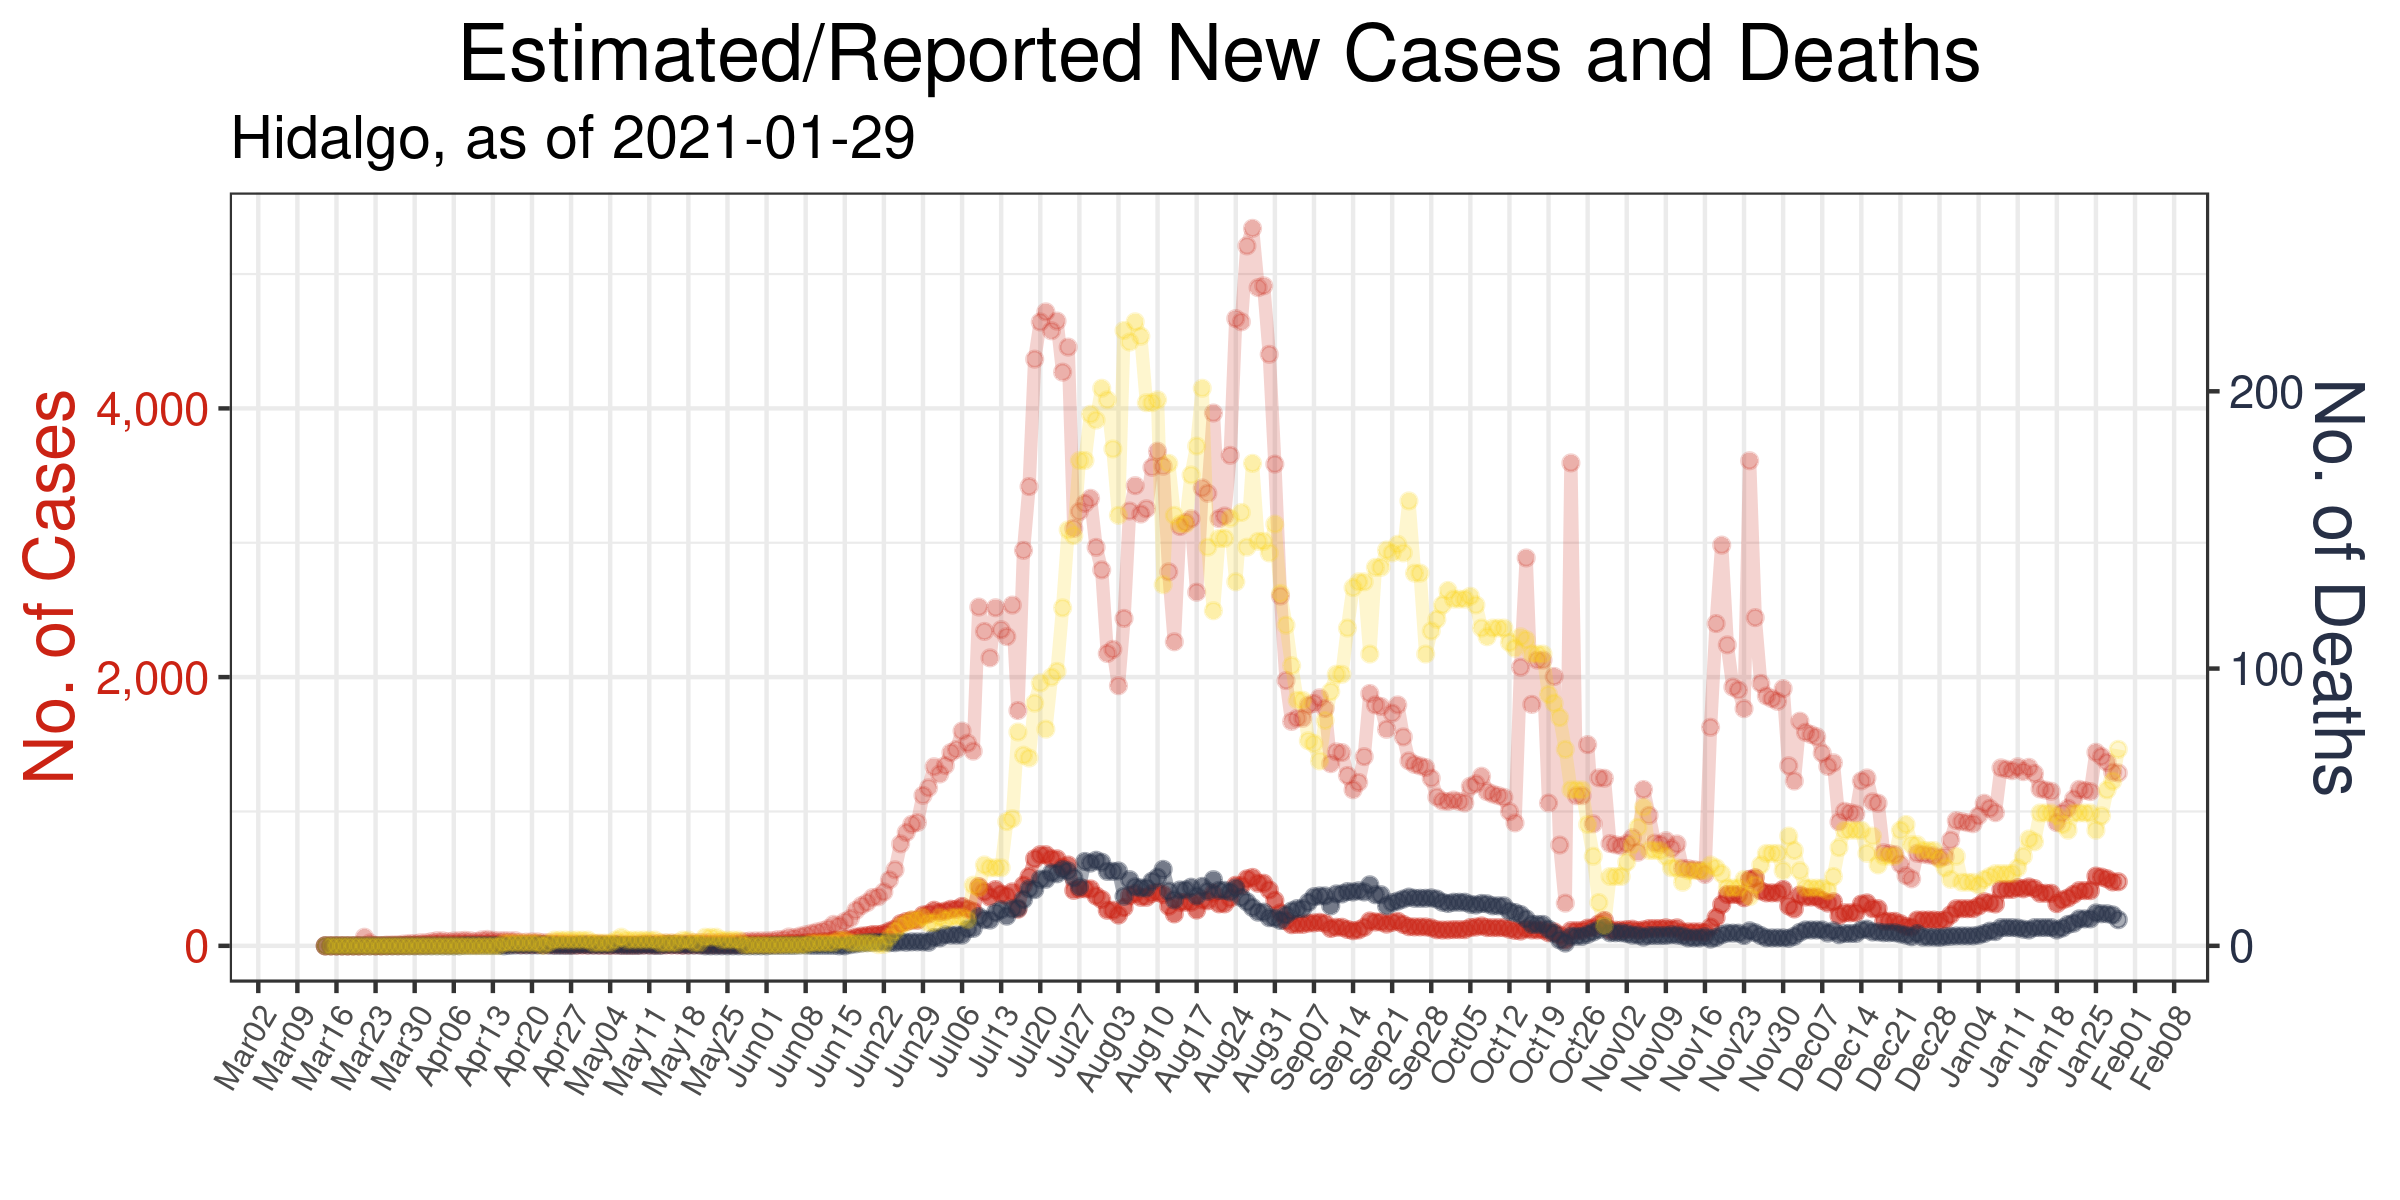 Estimated/Reported New Cases and Deaths
Hidalgo, as of 2021-01-29
No. of Cases
4,000
2,000
0
200
100
0
No. of Deaths
Mar02
Mar09
Mar16
Mar23
Mar30
Apr06
Apr13
Apr20
Apr27
May04
May11
May18
May25
Jun01
Jun08
Jun15
Jun22
Jun29
Jul06
Jul13
Jul20
Jul27
Aug03
Aug10
Aug17
Aug24
Aug31
Sep07
Sep14
Sep21
Sep28
Oct05
Oct12
Oct19
Oct26
Nov02
Nov09
Nov16
Nov23
Nov30
Dec07
Dec14
Dec21
Dec28
Jan04
Jan11
Jan18
Jan25
Feb01
Feb08